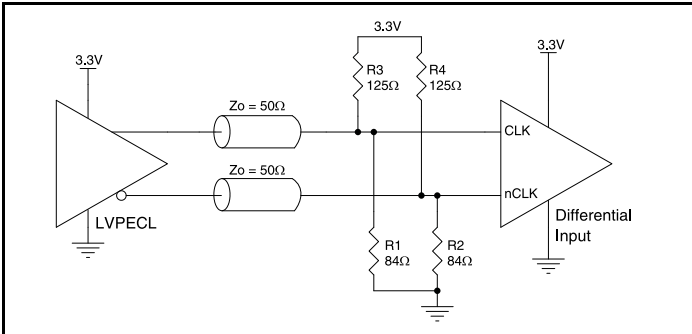 3.3V
3.3V
3.3V
R3
125Ω
R4
125Ω
Zo = 50Ω
CLK
Zo = 50Ω
nCLK
LVPECL
Differential
Input
R1
84Ω
R2
84Ω